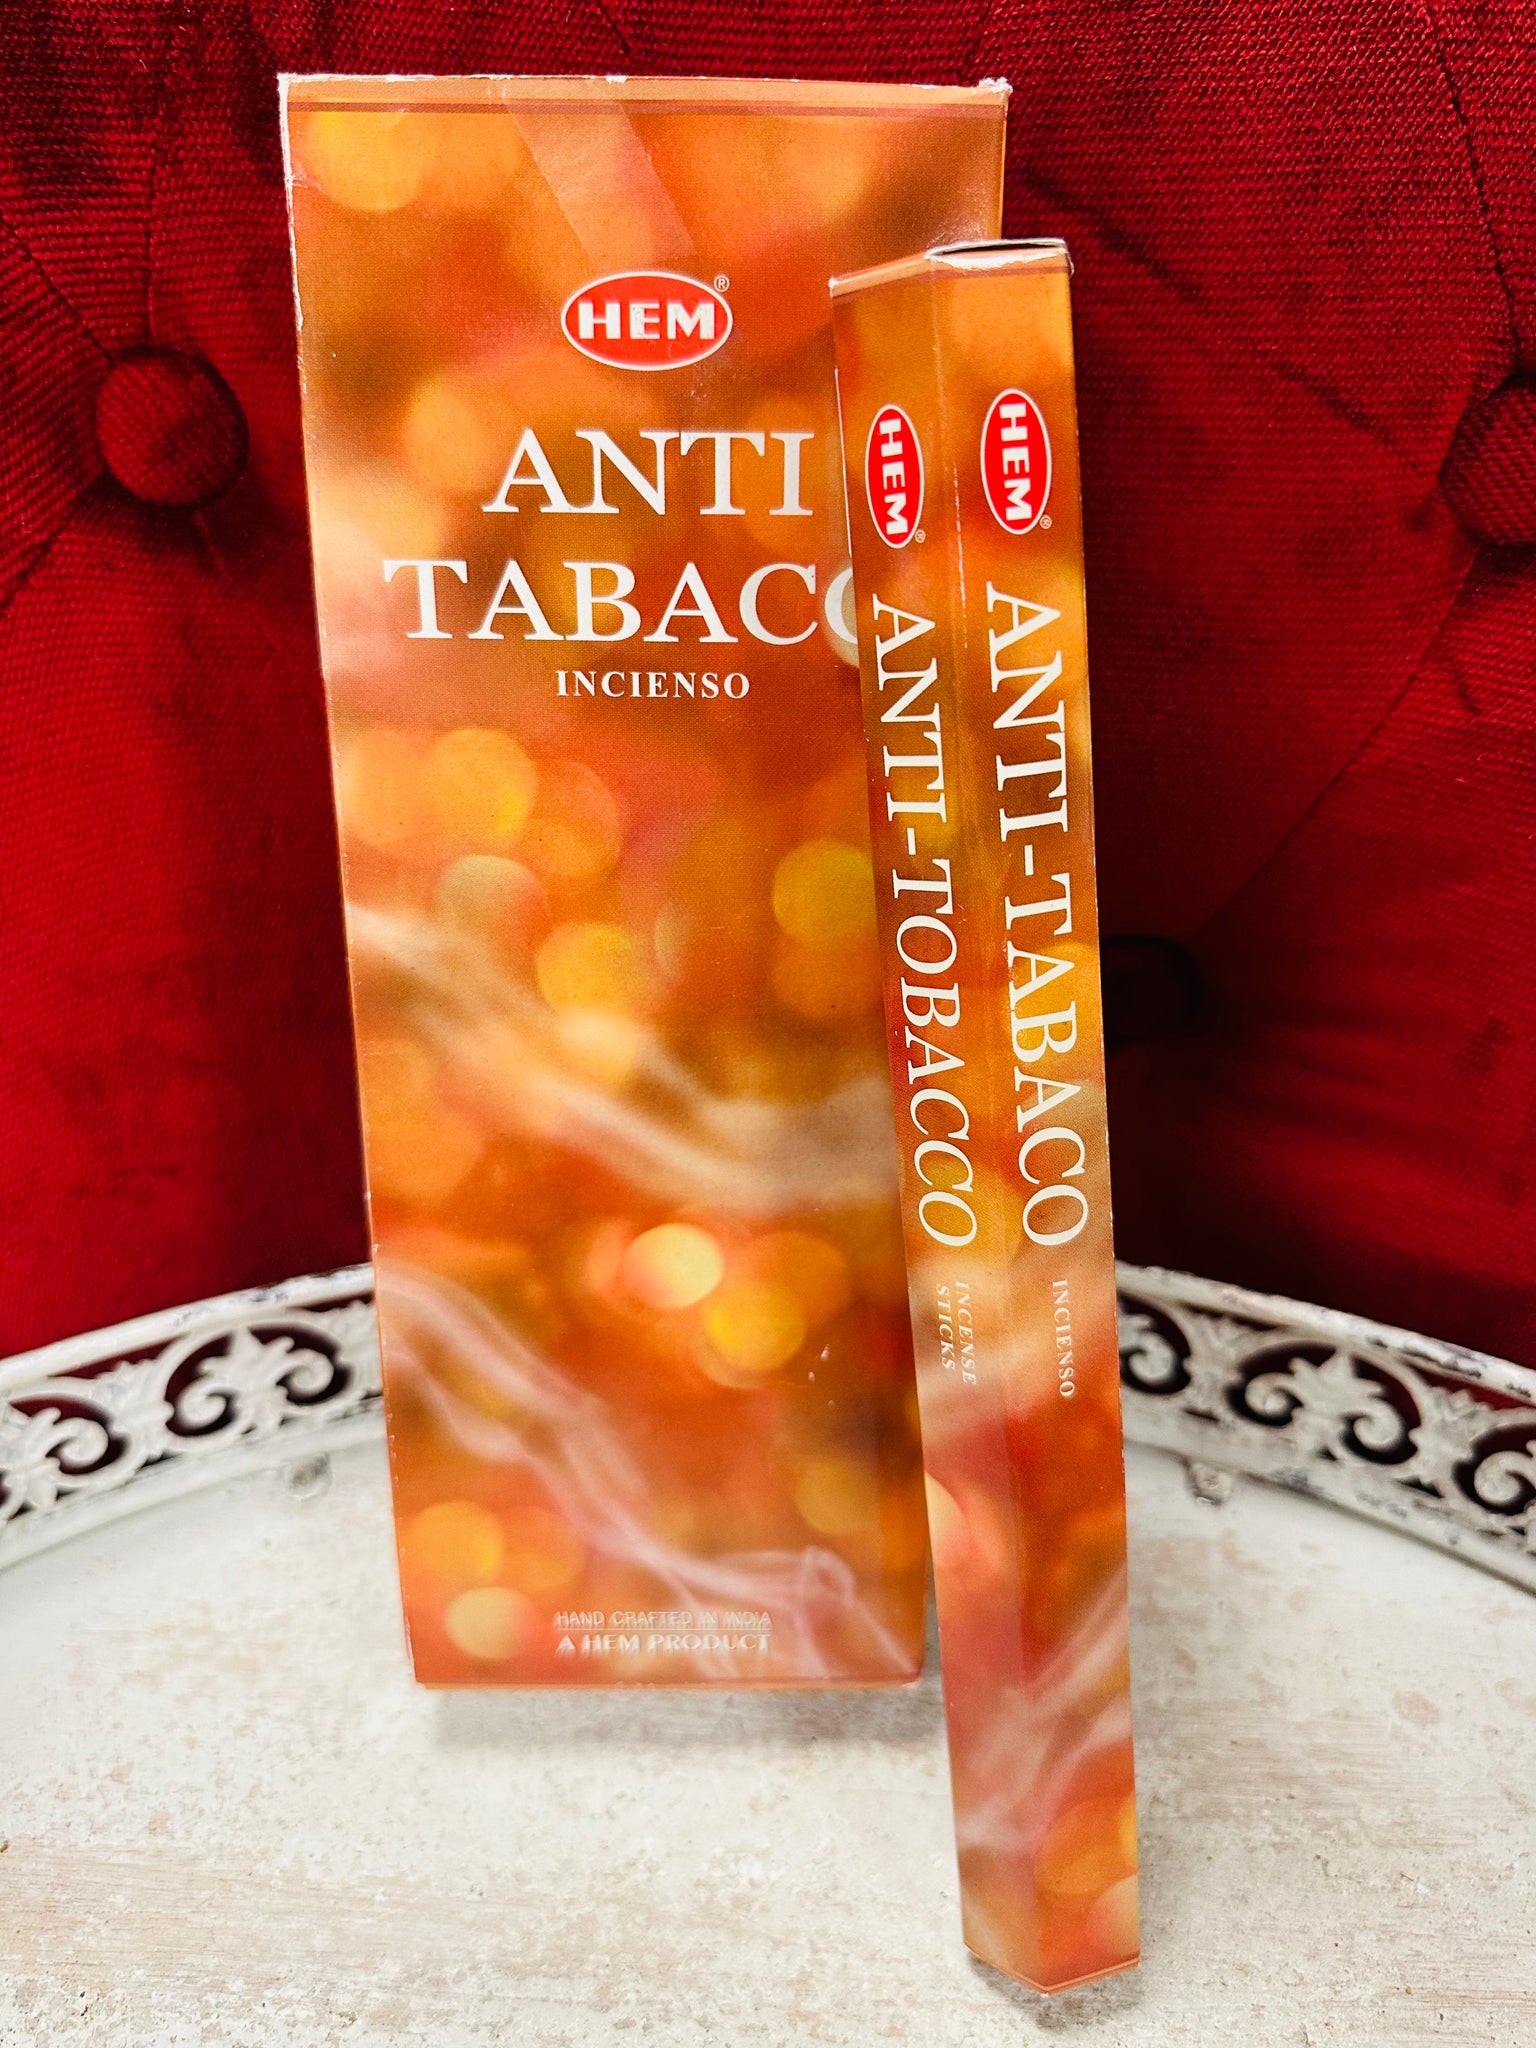 HEM®
ANTI
TABACO
INCIENSO
HAND CRAFTED IN INDIA
A HEM PRODUCT
HEM®
ANTI-TOBACCO
INCENSE
STICKS
HEM®
ANTI-TABACO
INCIENSO